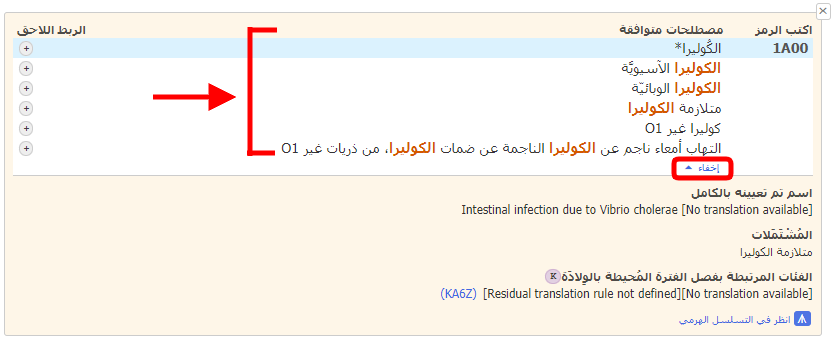 اكتب الرمز مصطلحات متوافقة الربط اللاحق
1A00 الكُوليرا*
الكوليرا الآسيويَّة
الكوليرا الوبائيّة
متلازمة الكوليرا
كوليرا غير O1
التهاب أمعاء ناجم عن الكوليرا الناجمة عن ضمات الكوليرا، من ذريات غير O1
إخفاء
اسم تم تعيينه بالكامل
Intestinal infection due to Vibrio cholerae [No translation available]
المُشْتَمَلات
متلازمة الكوليرا
الفئات المرتبطة بفصل الفترة المُحيطة بالوِلادَة K
[Residual translation rule not defined][No translation available] (KA6Z)
انظر في التسلسل الهرمي